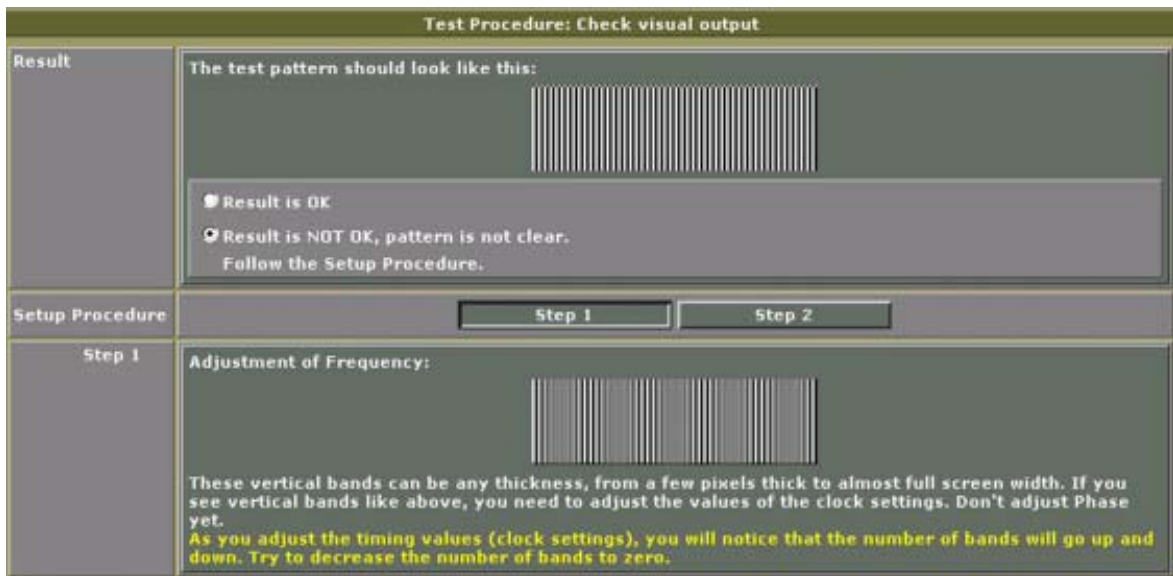 Test Procedure: Check visual output
Result
The test pattern should look like this:
Result is OK
Result is NOT OK, pattern is not clear.
Follow the Setup Procedure.
Setup Procedure
Step 1
Step 2
Step 1
Adjustment of Frequency:
These vertical bands can be any thickness, from a few pixels thick to almost full screen width. If you
see vertical bands like above, you need to adjust the values of the clock settings. Don't adjust Phase
yet.
As you adjust the timing values (clock settings), you will notice that the number of bands will go up and
down. Try to decrease the number of bands to zero.